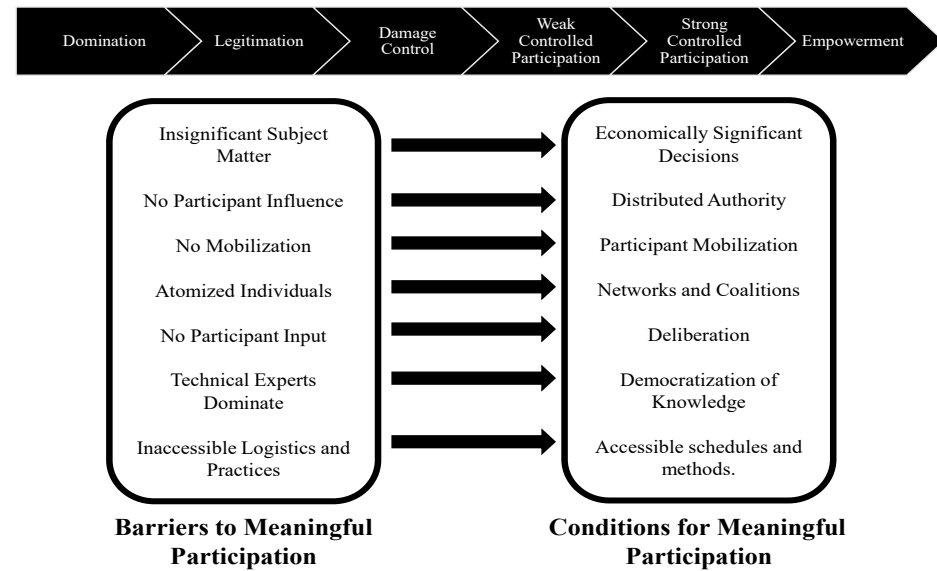 Domination
Legitimation
Damage
Control
Weak
Controlled
Participation
Strong
Controlled
Participation
Empowerment
Insignificant Subject
Matter
No Participant Influence
No Mobilization
Atomized Individuals
No Participant Input
Technical Experts
Dominate
Inaccessible Logistics and
Practices
Economically Significant
Decisions
Distributed Authority
Participant Mobilization
Networks and Coalitions
Deliberation
Democratization of
Knowledge
Accessible schedules and
methods.
Barriers to Meaningful
Participation
Conditions for Meaningful
Participation